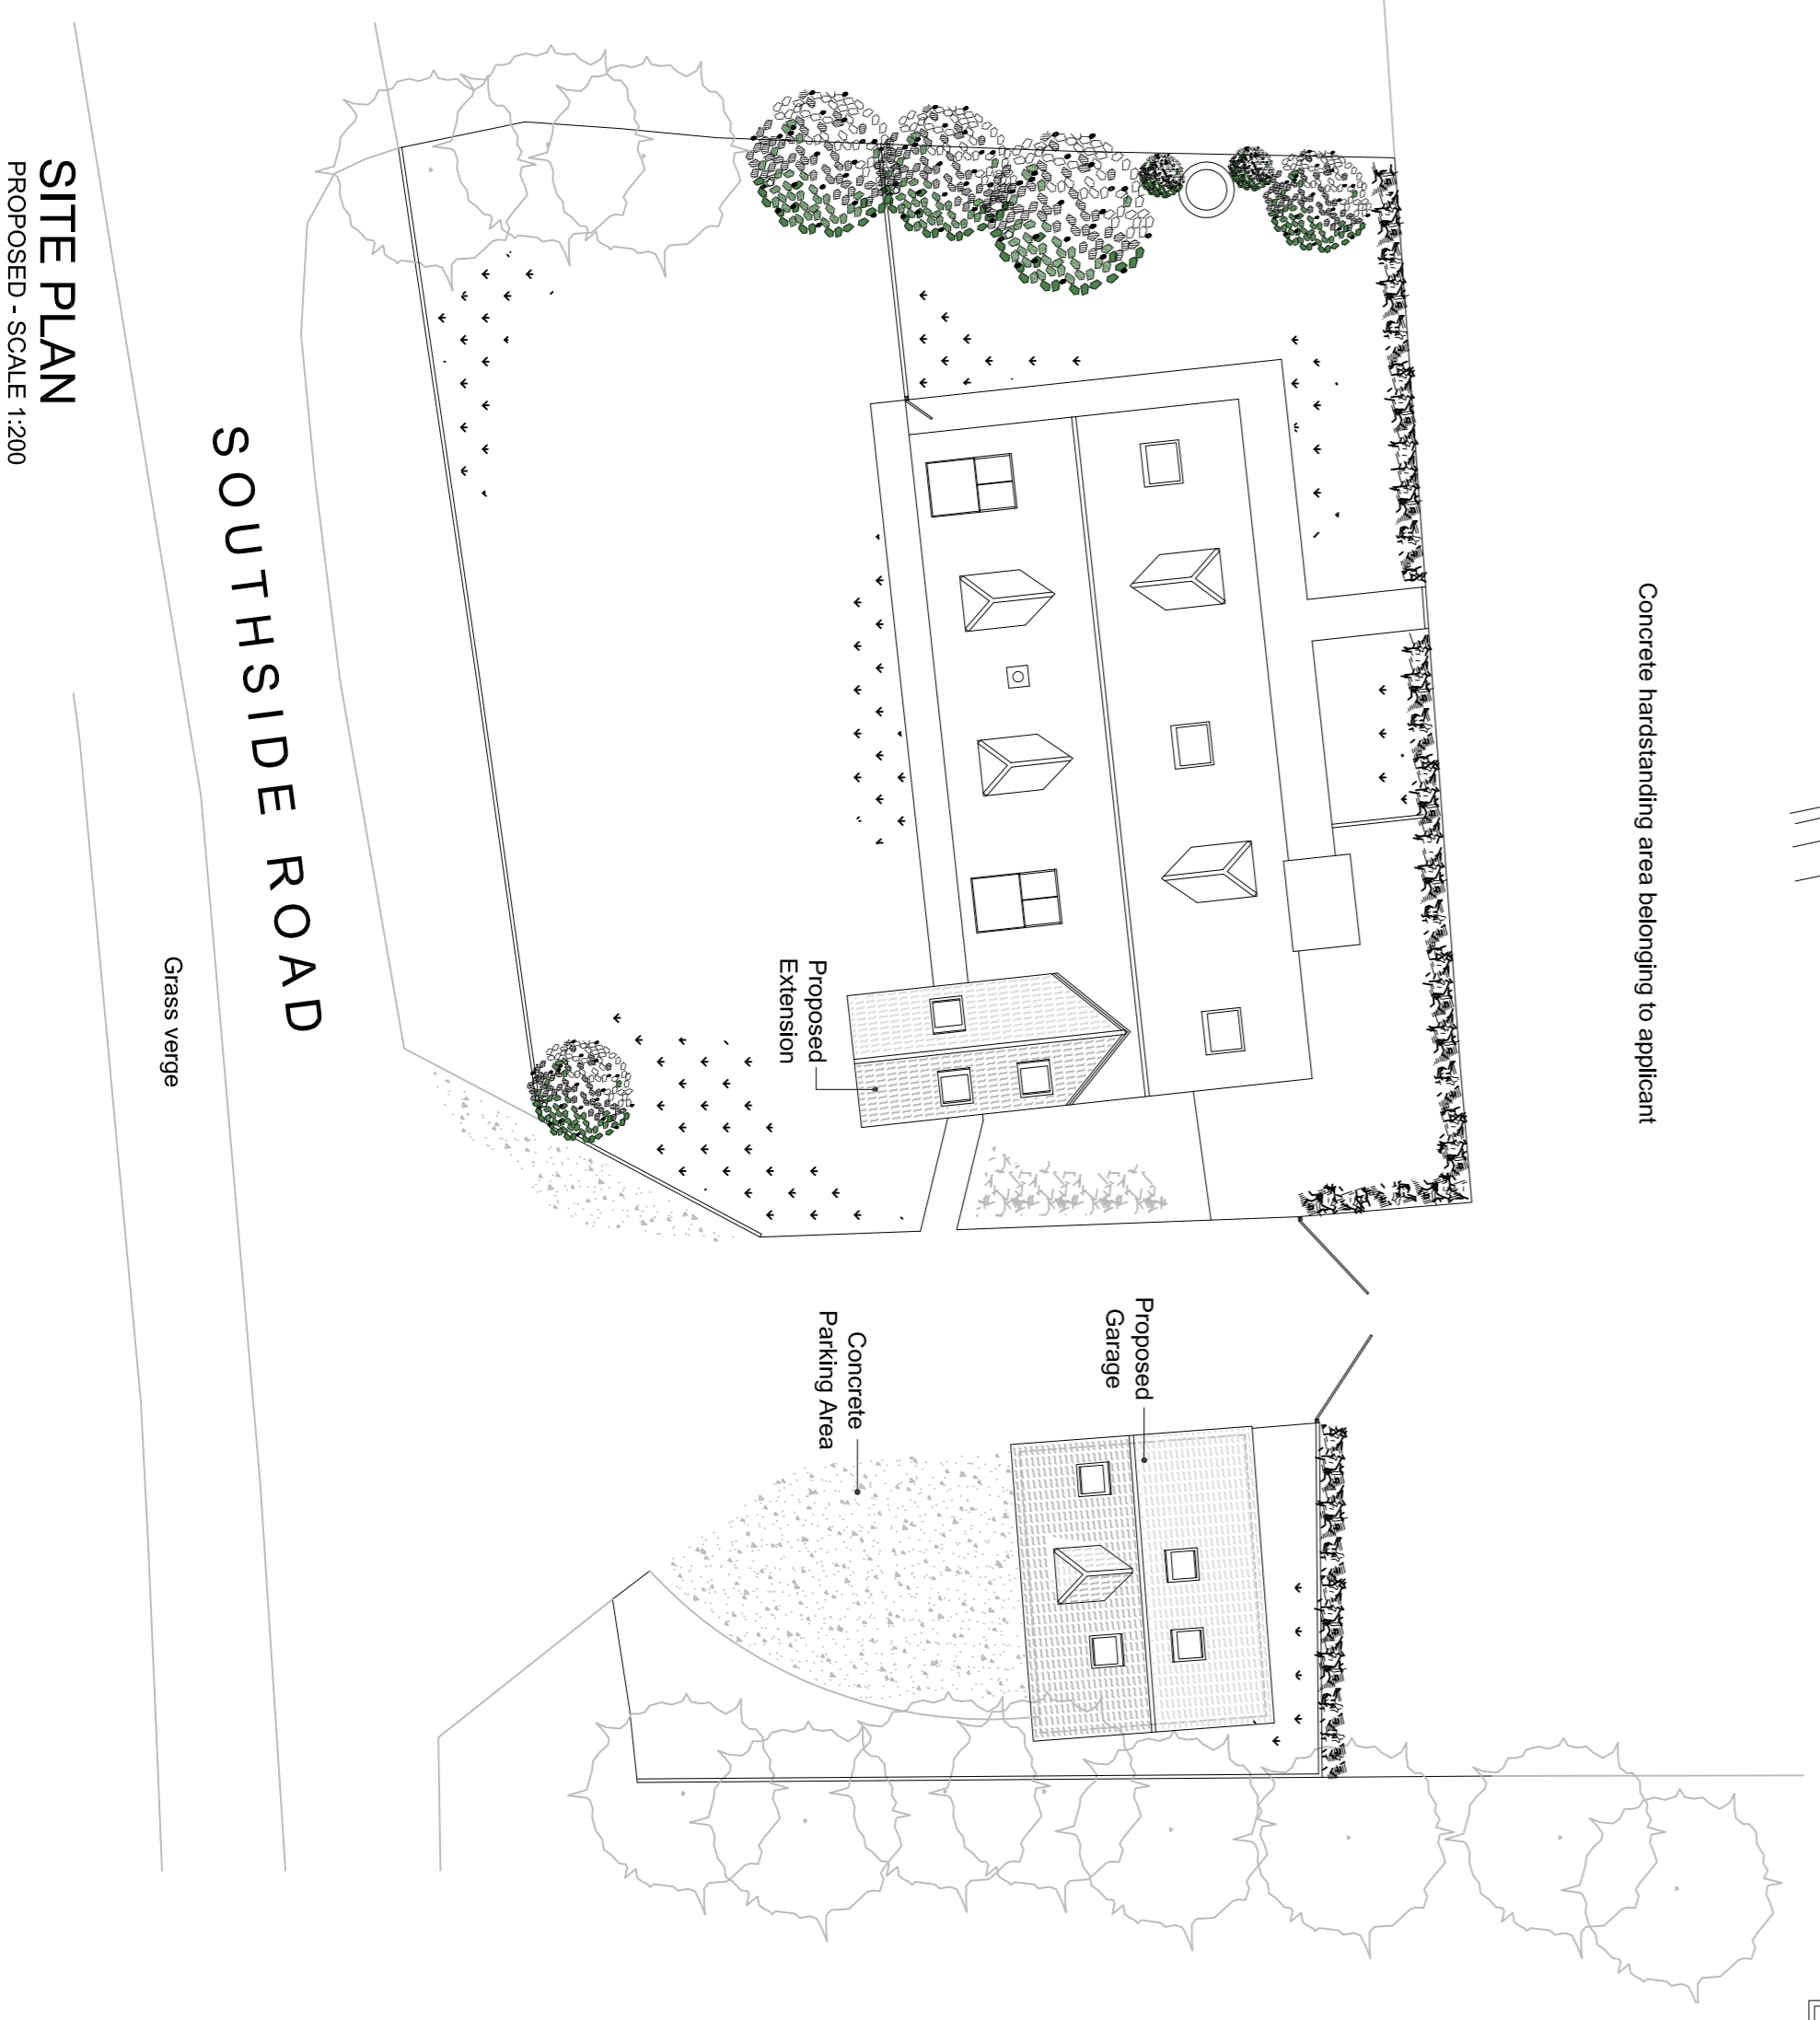 Concrete hardstanding area belonging to applicant
Proposed
Extension
Proposed
Garage
Concrete
Parking Area
SOUTHSIDE ROAD
Grass verge
SITE PLAN
PROPOSED - SCALE 1:200